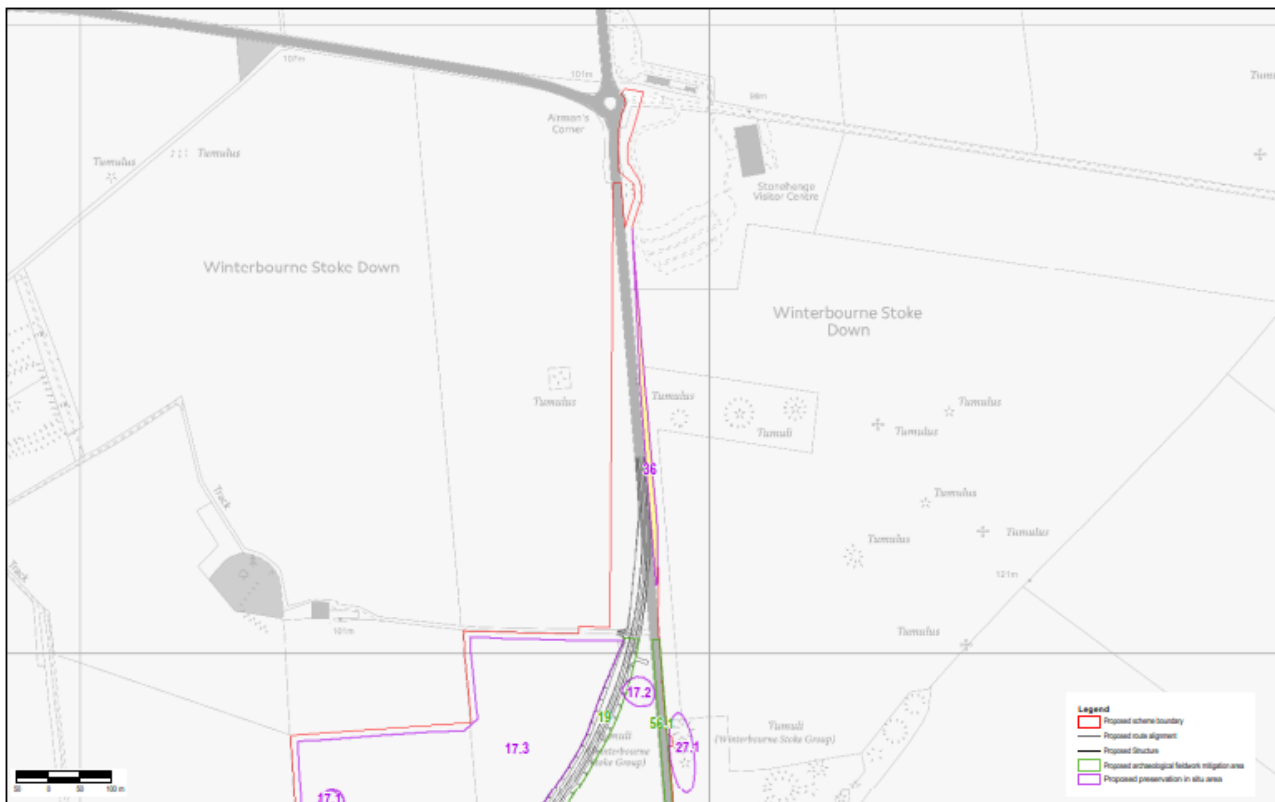 107m
101m
Airman's
Corner
98m
Tumulus
Tumulus
Stonehenge
Visitor Centre
Winterbourne Stoke Down
Winterbourne Stoke
Down
Tumulus
Tumulus
Tumuli
Tumulus
Tumulus
36
Track
Tumulus
Tumulus
Tumulus
121m
Track
101m
Tumulus
17.2
19
56.1
Tumuli
(Winterbourne Stoke Group)
Tumuli
(Winterbourne
Stoke Group)
27.1
17.3
17.1
50 0 50 100 m
Legend
Proposed scheme boundary
Proposed route alignment
Proposed Structure
Proposed archaeological fieldwork mitigation area
Proposed preservation in situ area